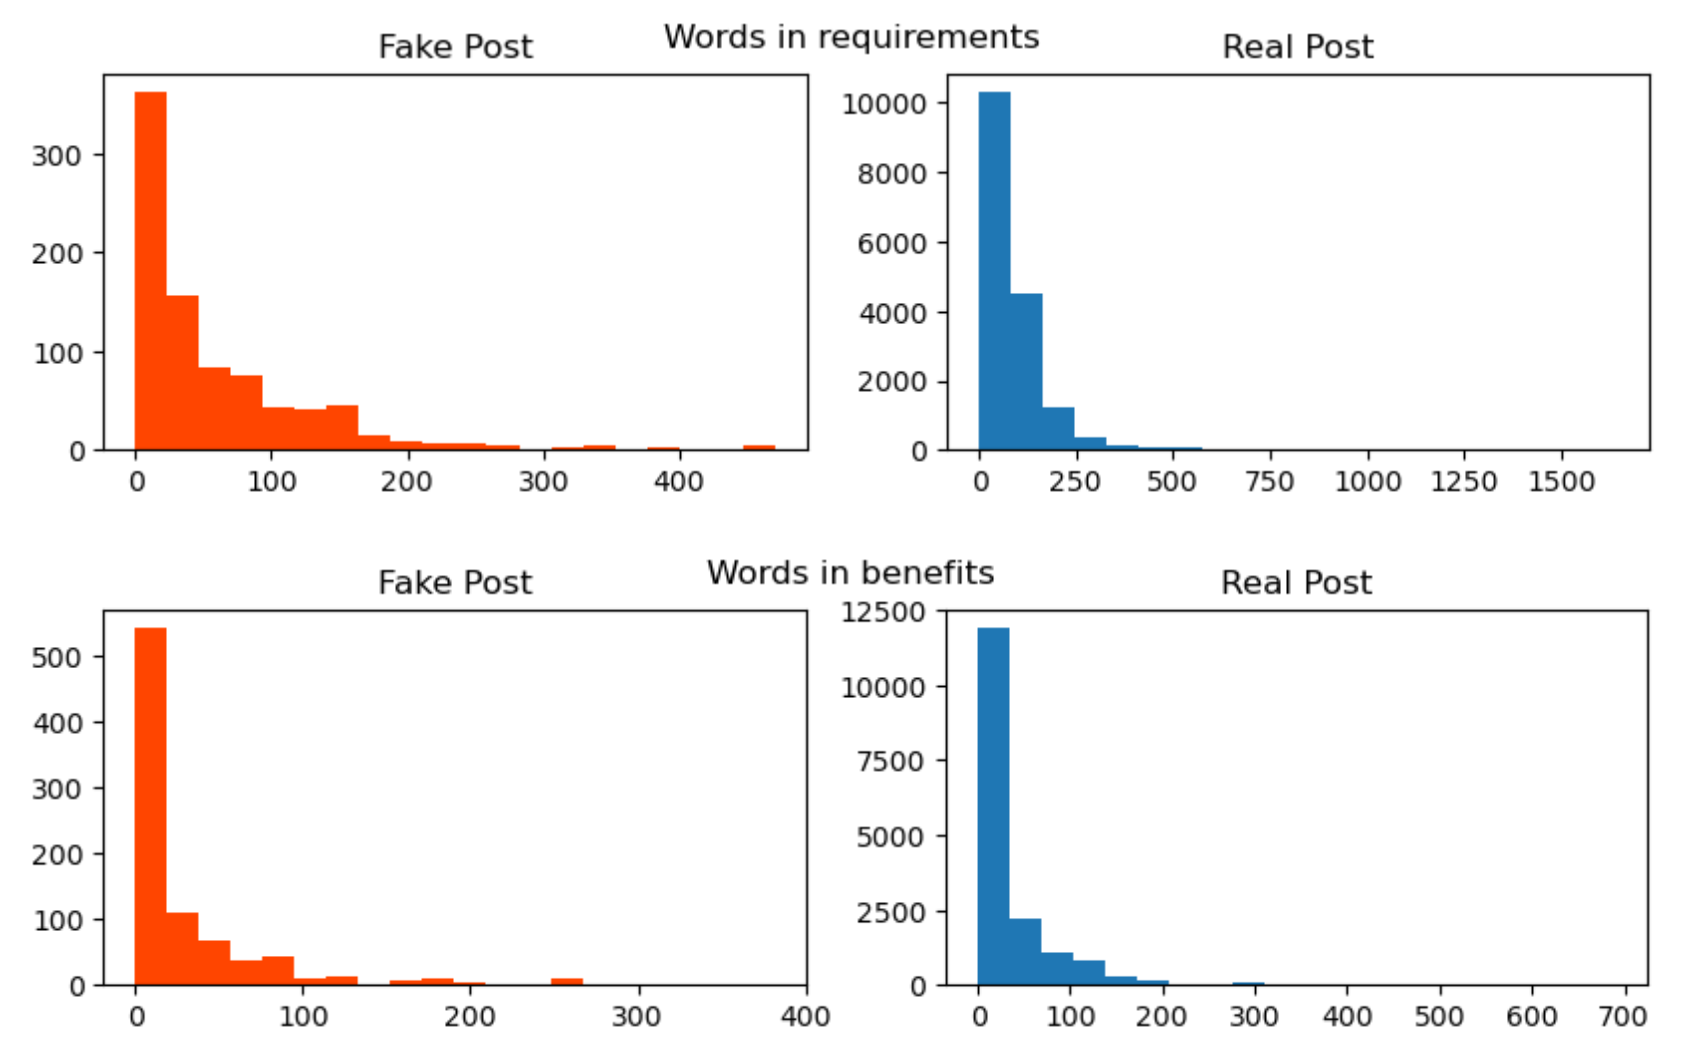 Words in requirements
Fake Post
Real Post
300
200
100
0
0 100 200 300 400
10000
8000
6000
4000
2000
0
0 250 500 750 1000 1250 1500
Words in benefits
Fake Post
Real Post
500
400
300
200
100
0
0 100 200 300 400
12500
10000
7500
5000
2500
0
0 100 200 300 400 500 600 700